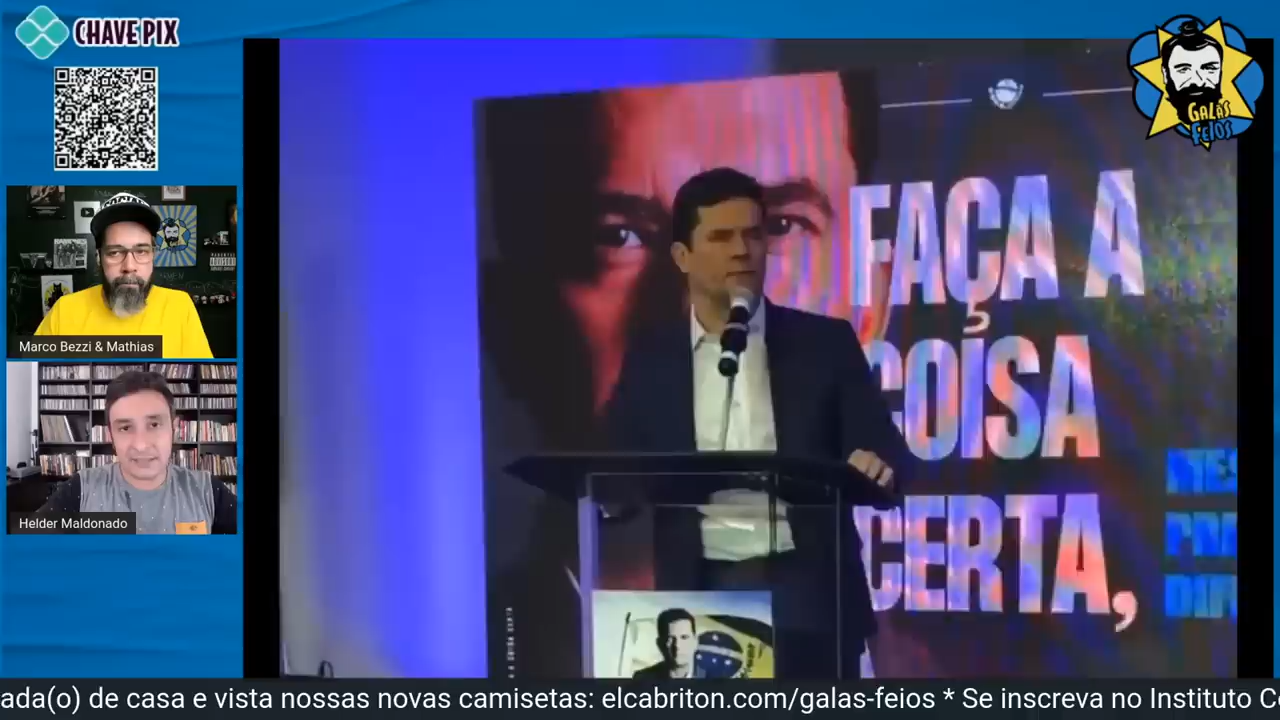 CHAVE PIX
GALÃS
FEIOS
Marco Bezzi & Mathias
Helder Maldonado
FAÇA A
COISA
CERTA,
ada(o) de casa e vista nossas novas camisetas: elcabriton.com/galas-feios * Se inscreva no Instituto C